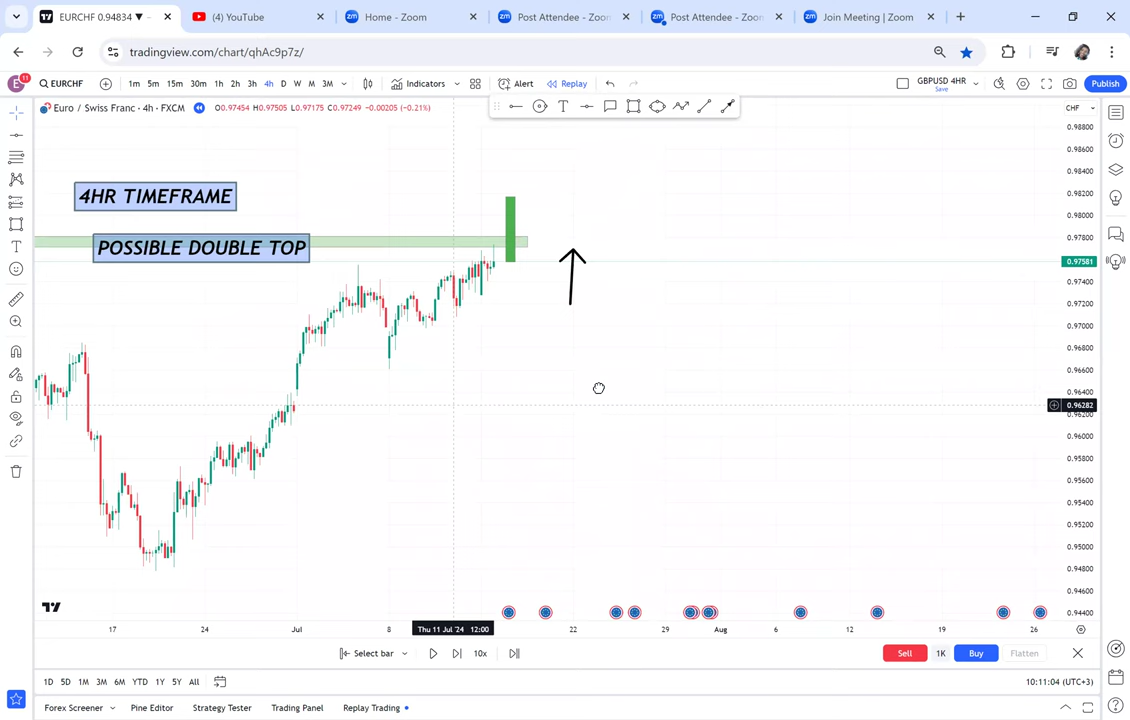 EURCHF 0.94834 ▼ −
(4) YouTube
Home - Zoom
Post Attendee - Zoom
Post Attendee - Zoom
Join Meeting | Zoom
tradingview.com/chart/qhAc9p7z/
E 11
EURCHF
1m 5m 15m 30m 1h 2h 3h 4h D W M 3M
Indicators
Alert
Replay
GBPUSD 4HR
Save
Publish
Euro / Swiss Franc · 4h · FXCM
O0.97454 H0.97505 L0.97175 C0.97249 −0.00205 (−0.21%)
CHF
4HR TIMEFRAME
POSSIBLE DOUBLE TOP
0.98800
0.98600
0.98400
0.98200
0.98000
0.97800
0.97581
0.97400
0.97200
0.97000
0.96800
0.96600
0.96400
0.96282
0.96200
0.96000
0.95800
0.95600
0.95400
0.95200
0.95000
0.94800
0.94600
0.94400
17 24 Jul 8 Thu 11 Jul '24 12:00 22 29 Aug 6 12 19 26
Select bar
10x
Sell
1K
Buy
Flatten
1D 5D 1M 3M 6M YTD 1Y 5Y All
10:11:04 (UTC+3)
Forex Screener
Pine Editor
Strategy Tester
Trading Panel
Replay Trading